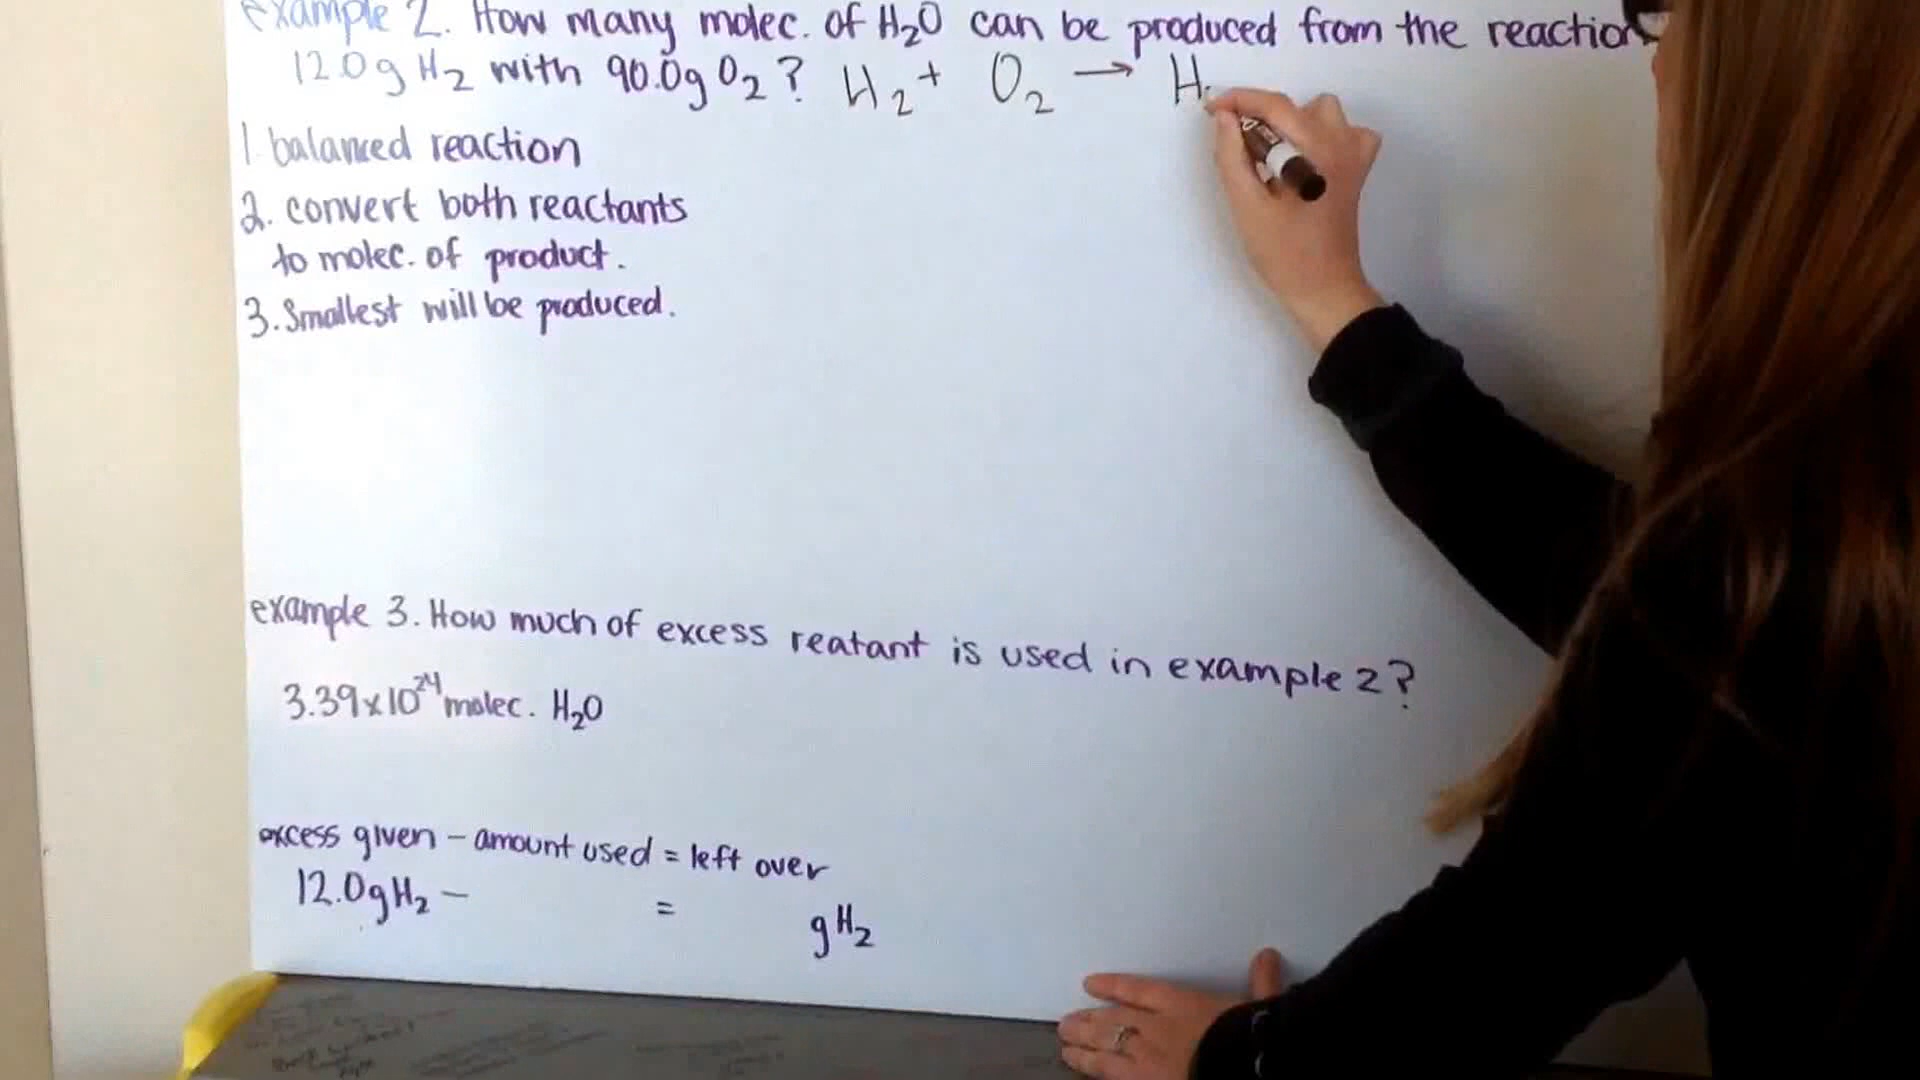 example 2. How many molec. of H₂O can be produced from the reaction
12.0g H₂ with 90.0g O₂? H₂ + O₂ → H
1. balanced reaction
2. convert both reactants
to molec. of product.
3. Smallest will be produced.
example 3. How much of excess reatant is used in example 2?
3.39x10²⁴ molec. H₂O
excess given - amount used = left over
12.0g H₂ - = g H₂